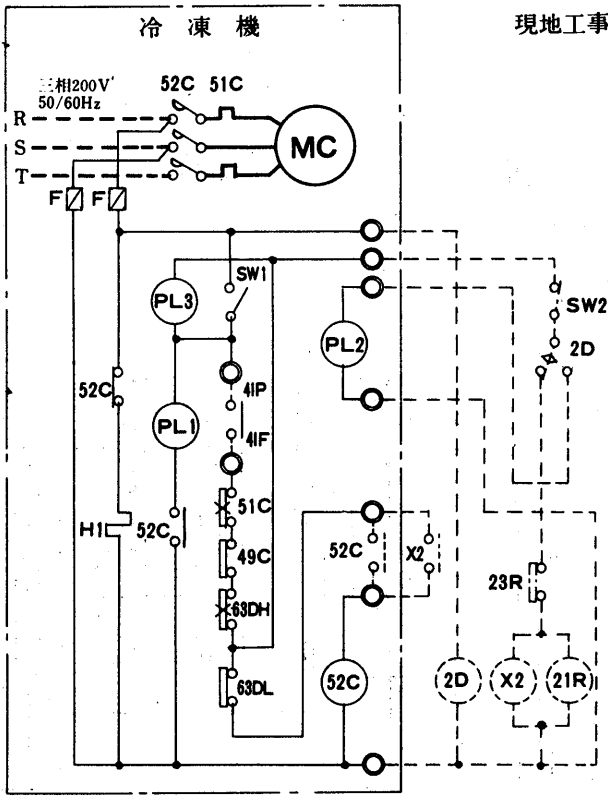 冷凍機
現地工事
三相200V
50/60Hz
52C 51C
R
S
T
MC
F F
SW1
PL3
SW2
PL2
2D
41P
52C
PL1
41F
51C
H1
52C
52C
X2
49C
23R
63DH
63DL
52C
2D
X2
21R